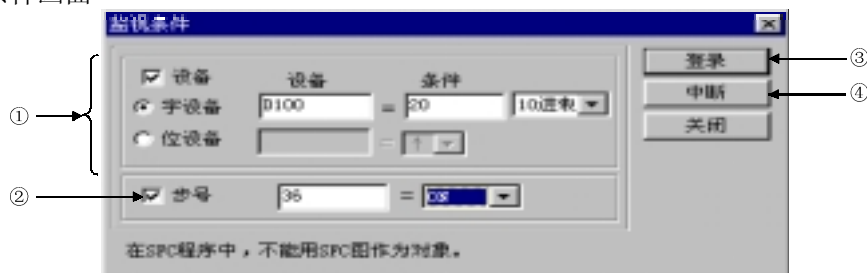 监视条件
设备 设备 条件
字设备 D100 = 20 10进制
位设备 = ↑
步号 36 = ON
登录
中断
关闭
在SFC程序中，不能用SFC图作为对象。
①
②
③
④